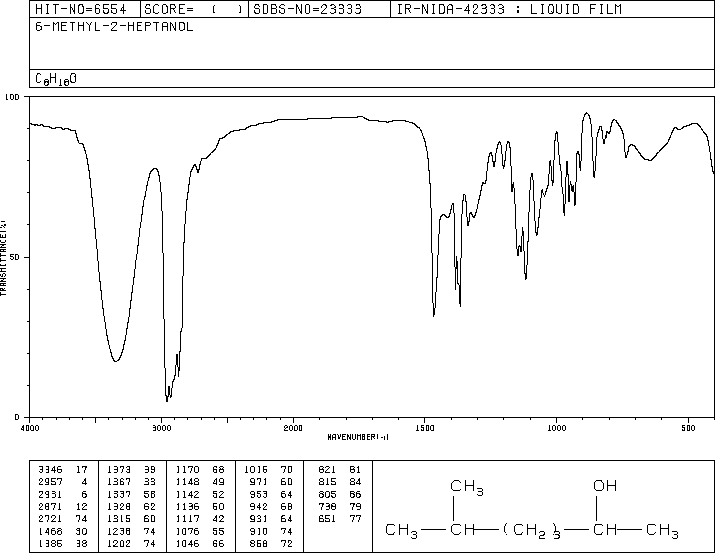 HIT-NO=6554 SCORE= ( ) SDBS-NO=23333 IR-NIDA-42333 : LIQUID FILM
6-METHYL-2-HEPTANOL
C8H18O
100
50
0
TRANSMITTANCE(%)
4000 3000 2000 1500 1000 500
WAVENUMBER(-1)
3346 17 1373 39 1170 68 1016 70 821 81
2957 4 1367 33 1148 49 971 60 815 84
2931 6 1337 58 1142 52 953 64 805 86
2871 12 1328 62 1136 50 942 68 738 79
2721 74 1315 60 1117 42 931 64 651 77
1468 30 1238 74 1076 55 910 74
1385 38 1202 74 1046 66 858 72
CH3 OH
CH3 CH (CH2)3 CH CH3